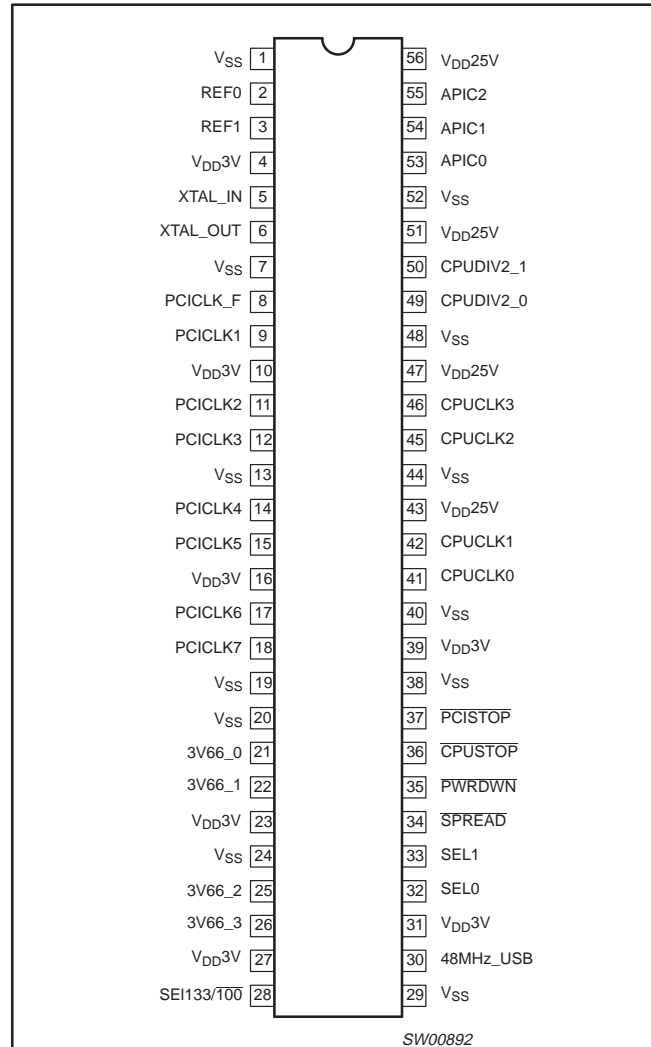 VSS 1 56 VDD25V
REF0 2 55 APIC2
REF1 3 54 APIC1
VDD3V 4 53 APIC0
XTAL_IN 5 52 VSS
XTAL_OUT 6 51 VDD25V
VSS 7 50 CPUDIV2_1
PCICLK_F 8 49 CPUDIV2_0
PCICLK1 9 48 VSS
VDD3V 10 47 VDD25V
PCICLK2 11 46 CPUCLK3
PCICLK3 12 45 CPUCLK2
VSS 13 44 VSS
PCICLK4 14 43 VDD25V
PCICLK5 15 42 CPUCLK1
VDD3V 16 41 CPUCLK0
PCICLK6 17 40 VSS
PCICLK7 18 39 VDD3V
VSS 19 38 VSS
VSS 20 37 PCISTOP
3V66_0 21 36 CPUSTOP
3V66_1 22 35 PWRDWN
VDD3V 23 34 SPREAD
VSS 24 33 SEL1
3V66_2 25 32 SEL0
3V66_3 26 31 VDD3V
VDD3V 27 30 48MHz_USB
SEI133/100 28 29 VSS
SW00892